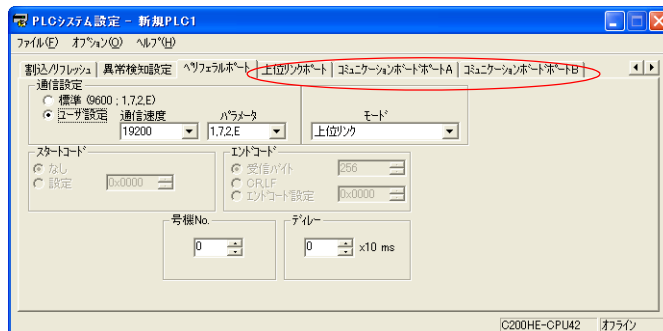 PLCシステム設定 - 新規PLC1
ﾌｧｲﾙ(F) ｵﾌﾟｼｮﾝ(O) ﾍﾙﾌﾟ(H)
割込/ﾘﾌﾚｯｼｭ 異常検知設定 ﾍﾟﾘﾌｪﾗﾙﾎﾟｰﾄ 上位ﾘﾝｸﾎﾟｰﾄ ｺﾐｭﾆｹｰｼｮﾝﾎﾞｰﾄﾞﾎﾟｰﾄA ｺﾐｭﾆｹｰｼｮﾝﾎﾞｰﾄﾞﾎﾟｰﾄB
通信設定
標準 (9600 ; 1,7,2,E)
ユーザ設定 通信速度 ﾊﾟﾗﾒｰﾀ ﾓｰﾄﾞ
19200 1,7,2,E 上位ﾘﾝｸ
ｽﾀｰﾄｺｰﾄﾞ ｴﾝﾄﾞｺｰﾄﾞ
なし 受信ﾊﾞｲﾄ 256
設定 0x0000 CR,LF
ｴﾝﾄﾞｺｰﾄﾞ設定 0x0000
号機No. ﾃﾞｨﾚｰ
0 0 x10 ms
C200HE-CPU42 ｵﾌﾗｲﾝ